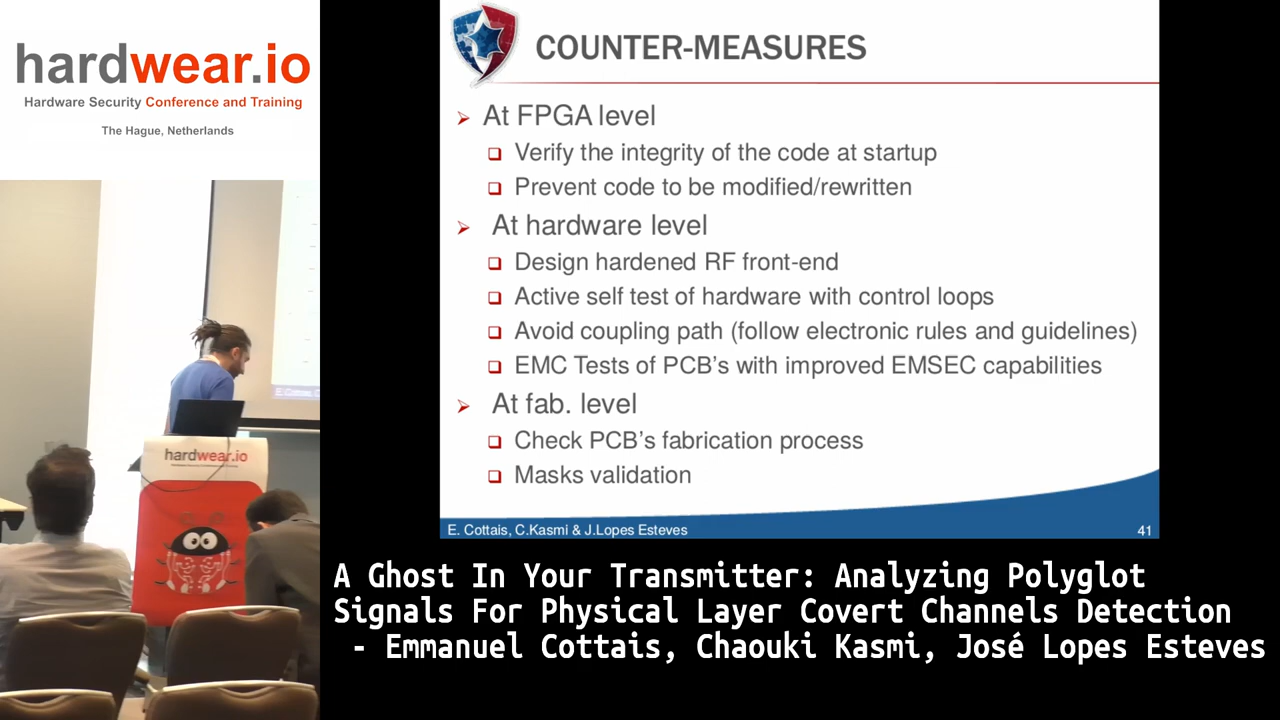 hardwear.io
Hardware Security Conference and Training
The Hague, Netherlands
COUNTER-MEASURES
At FPGA level
Verify the integrity of the code at startup
Prevent code to be modified/rewritten
At hardware level
Design hardened RF front-end
Active self test of hardware with control loops
Avoid coupling path (follow electronic rules and guidelines)
EMC Tests of PCB's with improved EMSEC capabilities
At fab. level
Check PCB's fabrication process
Masks validation
E. Cottais, C.Kasmi & J.Lopes Esteves
41
hardwear.io
A Ghost In Your Transmitter: Analyzing Polyglot
Signals For Physical Layer Covert Channels Detection
- Emmanuel Cottais, Chaouki Kasmi, José Lopes Esteves